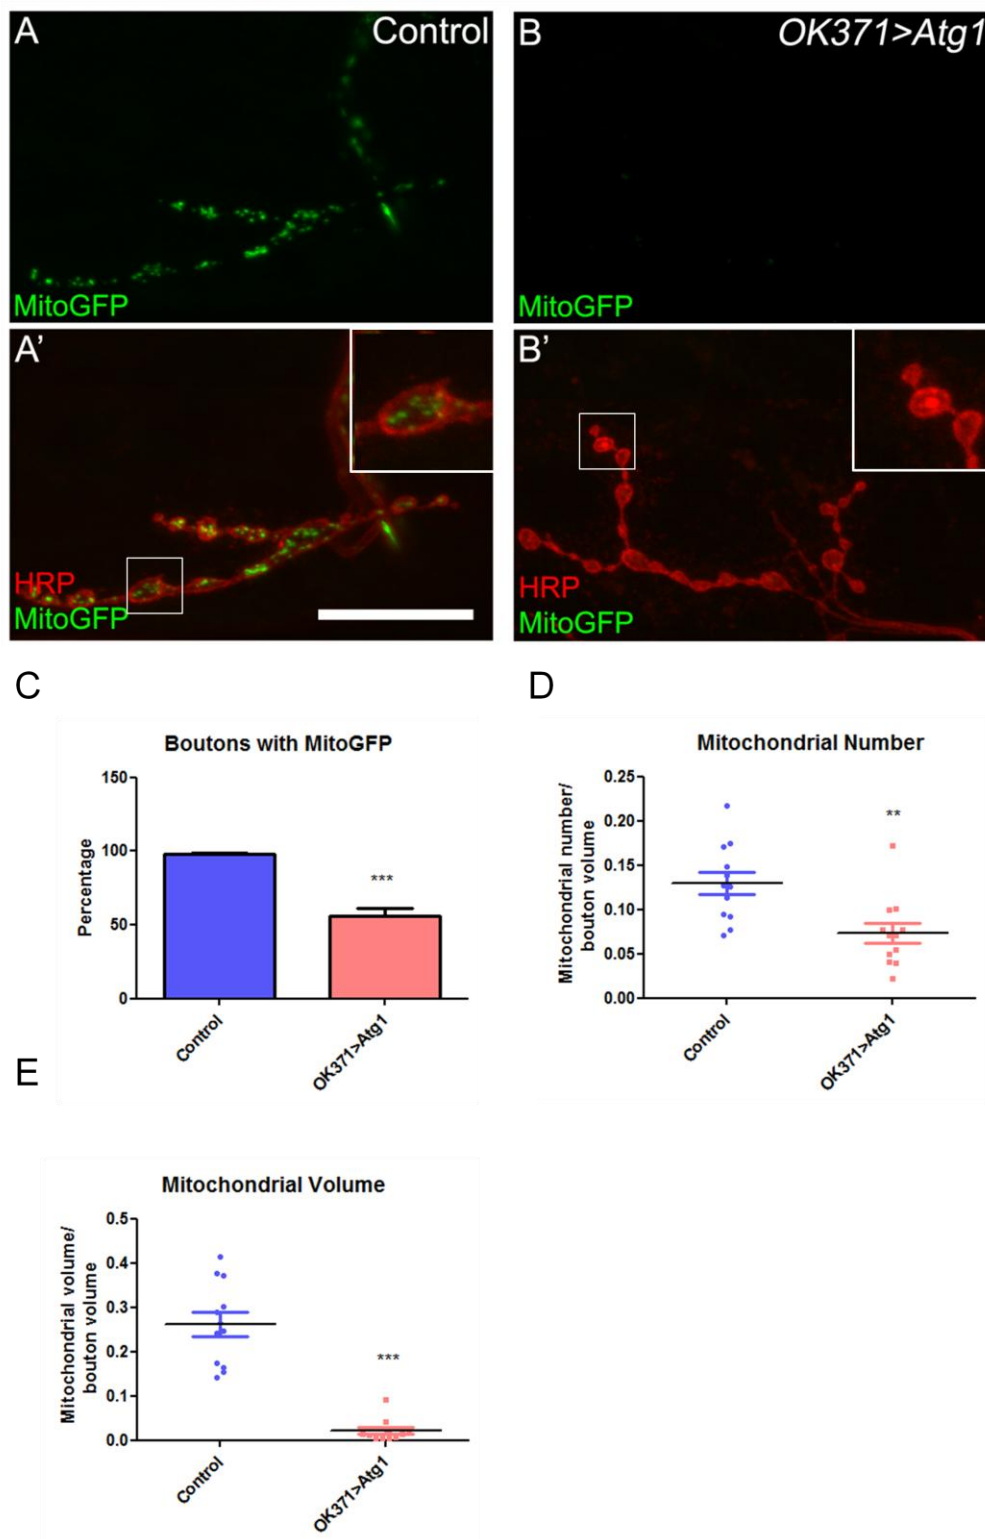 A
Control
B
OK371>Atg1
MitoGFP
MitoGFP
A'
B'
HRP
MitoGFP
HRP
MitoGFP
C
D
Boutons with MitoGFP
Percentage
150
100
50
0
***
Control
OK371>Atg1
Mitochondrial Number
Mitochondrial number/
bouton volume
0.25
0.20
0.15
0.10
0.05
0.00
**
Control
OK371>Atg1
E
Mitochondrial Volume
Mitochondrial volume/
bouton volume
0.5
0.4
0.3
0.2
0.1
0.0
***
Control
OK371>Atg1